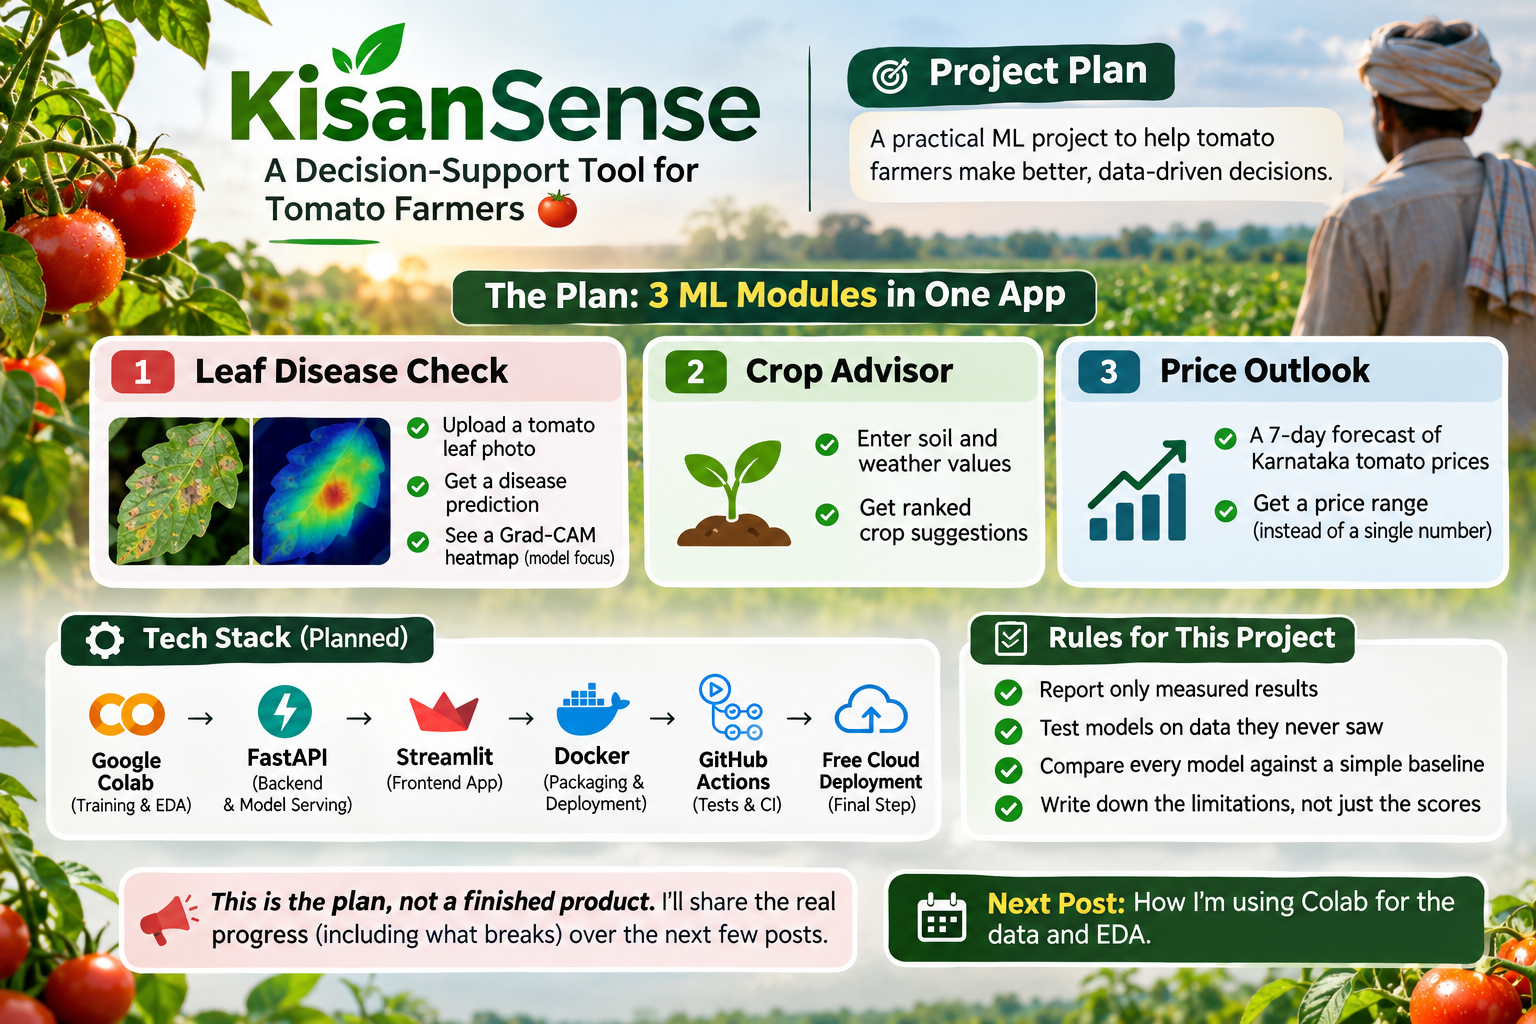 KisanSense
A Decision-Support Tool for
Tomato Farmers
Project Plan
A practical ML project to help tomato
farmers make better, data-driven decisions.
The Plan: 3 ML Modules in One App
1 Leaf Disease Check
Upload a tomato
leaf photo
Get a disease
prediction
See a Grad-CAM
heatmap (model focus)
2 Crop Advisor
Enter soil and
weather values
Get ranked
crop suggestions
3 Price Outlook
A 7-day forecast of
Karnataka tomato prices
Get a price range
(instead of a single number)
Tech Stack (Planned)
Google
Colab
(Training & EDA)
FastAPI
(Backend
& Model Serving)
Streamlit
(Frontend App)
Docker
(Packaging &
Deployment)
GitHub
Actions
(Tests & CI)
Free Cloud
Deployment
(Final Step)
Rules for This Project
Report only measured results
Test models on data they never saw
Compare every model against a simple baseline
Write down the limitations, not just the scores
This is the plan, not a finished product. I'll share the real
progress (including what breaks) over the next few posts.
Next Post: How I'm using Colab for the
data and EDA.